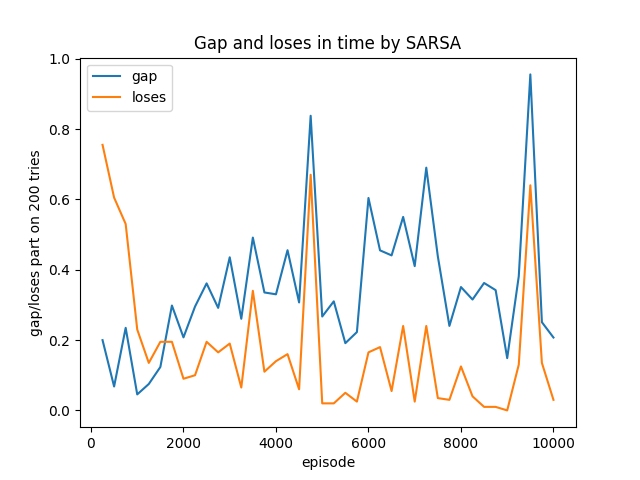 Gap and loses in time by SARSA
gap
loses
gap/loses part on 200 tries
1.0
0.8
0.6
0.4
0.2
0.0
0 2000 4000 6000 8000 10000
episode